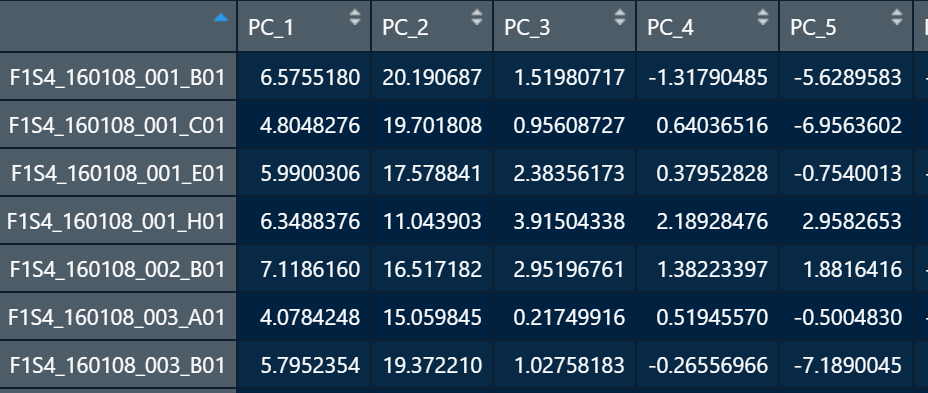 PC_1 PC_2 PC_3 PC_4 PC_5
F1S4_160108_001_B01 6.5755180 20.190687 1.51980717 -1.31790485 -5.6289583
F1S4_160108_001_C01 4.8048276 19.701808 0.95608727 0.64036516 -6.9563602
F1S4_160108_001_E01 5.9900306 17.578841 2.38356173 0.37952828 -0.7540013
F1S4_160108_001_H01 6.3488376 11.043903 3.91504338 2.18928476 2.9582653
F1S4_160108_002_B01 7.1186160 16.517182 2.95196761 1.38223397 1.8816416
F1S4_160108_003_A01 4.0784248 15.059845 0.21749916 0.51945570 -0.5004830
F1S4_160108_003_B01 5.7952354 19.372210 1.02758183 -0.26556966 -7.1890045